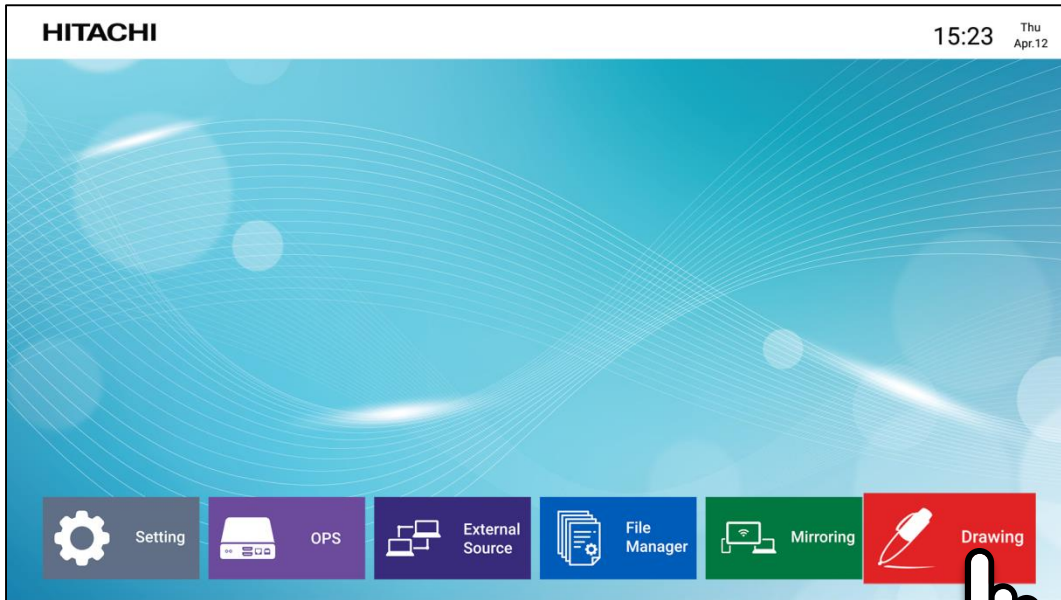 HITACHI
15:23
Thu
Apr.12
Setting
OPS
External
Source
File
Manager
Mirroring
Drawing